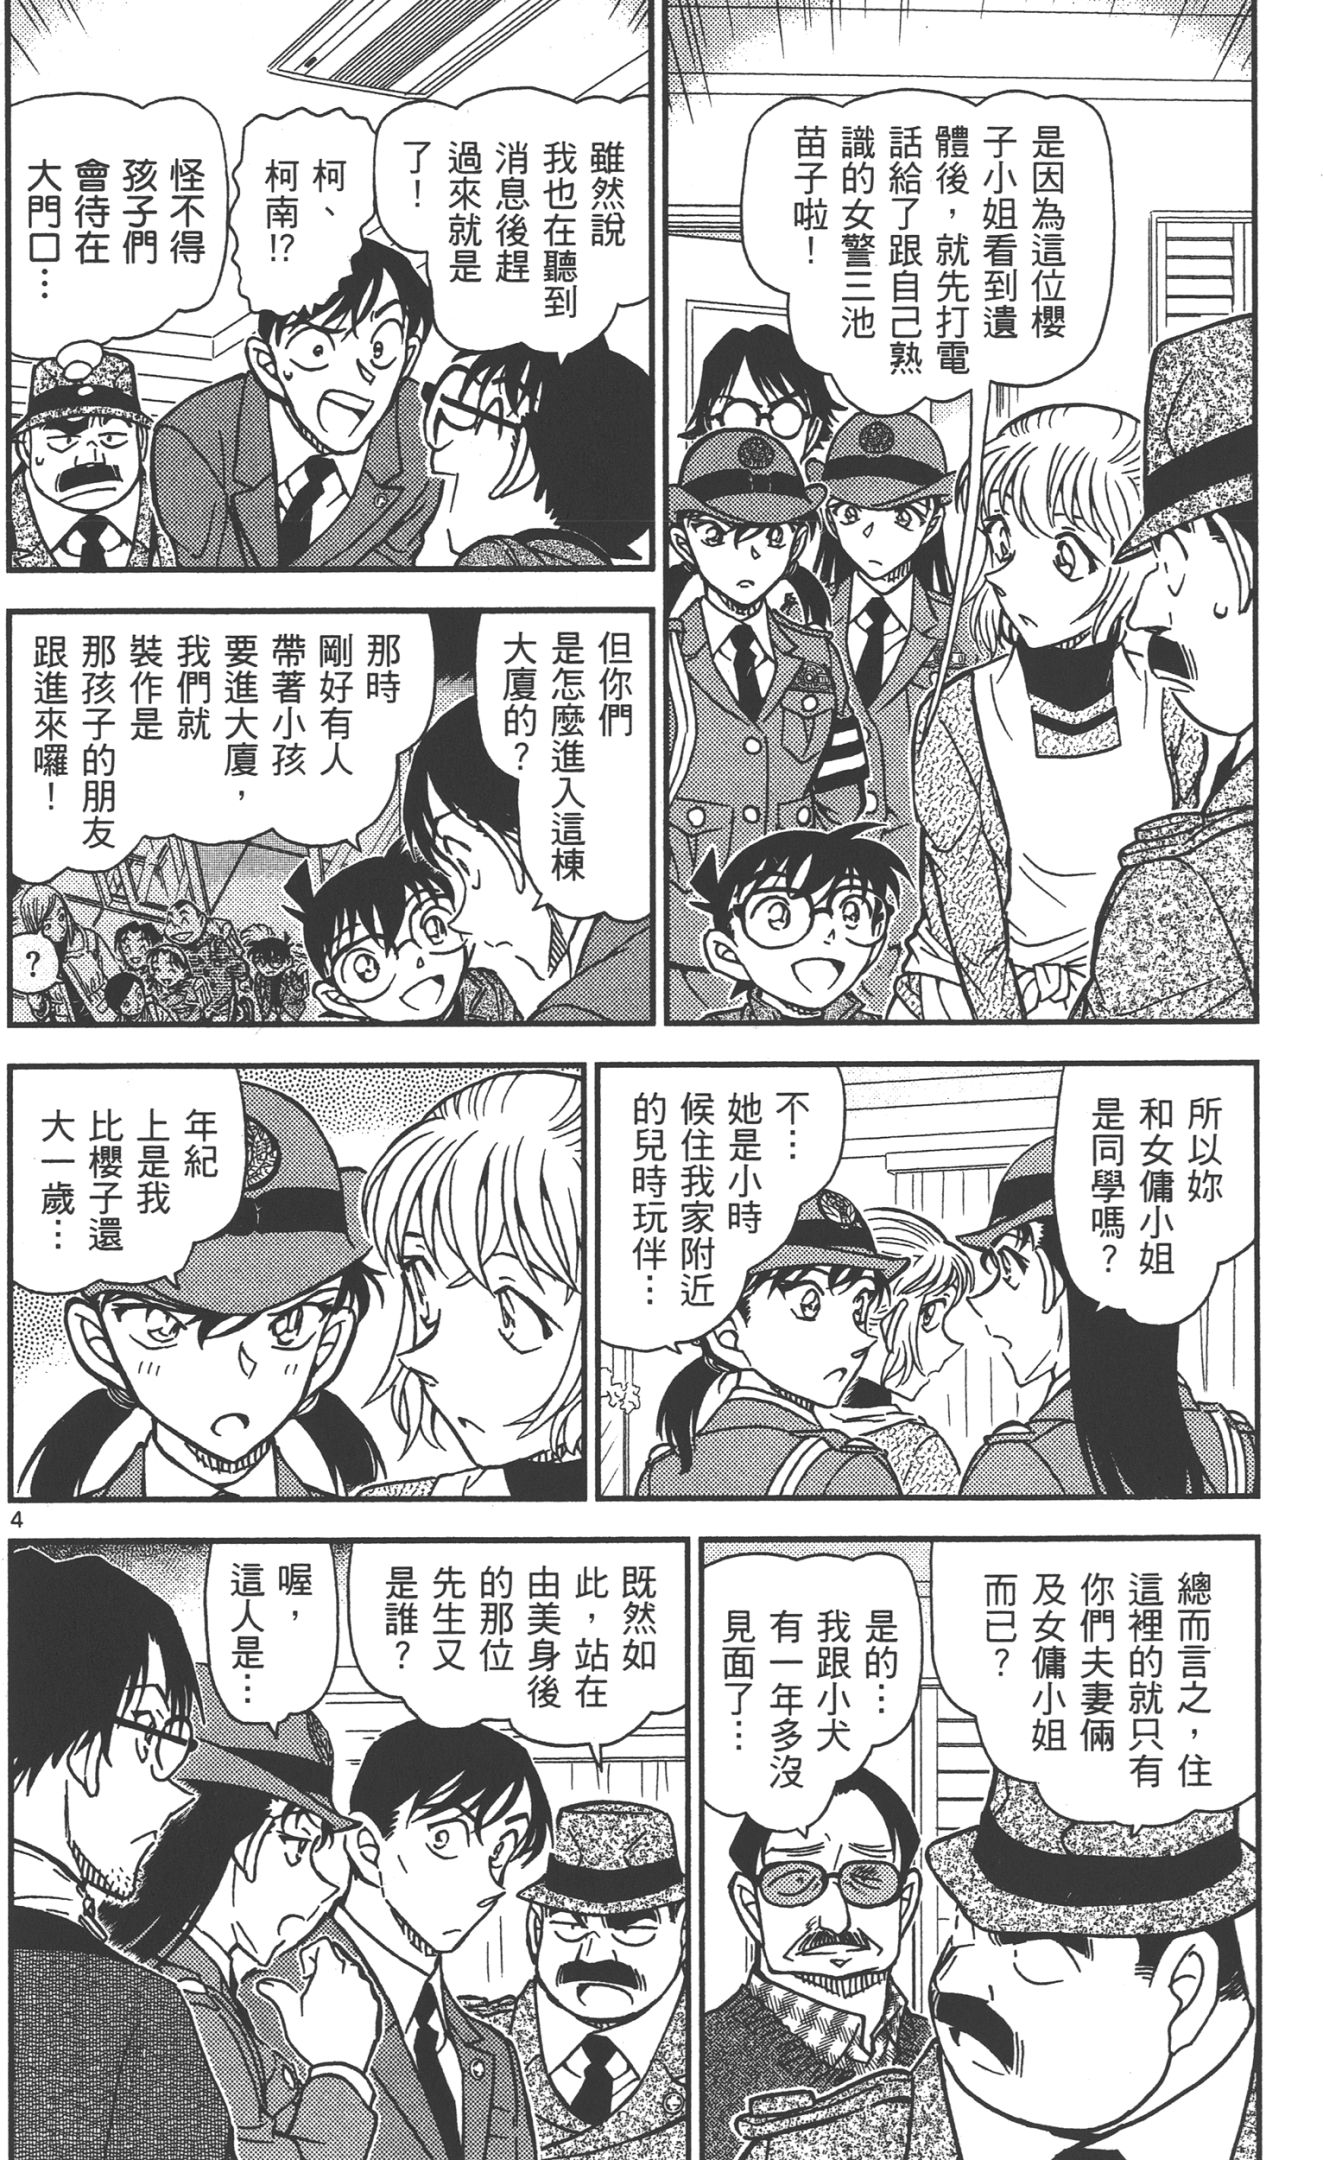 是因為這位櫻
子小姐看到遺
體後，就先打電
話給了跟自己熟
識的女警三池
苗子啦！
雖然說
我也在聽到
消息後趕
過來就是
了！
柯、
柯南!?
怪不得
孩子們
會待在
大門口…
但你們
是怎麼進入這棟
大廈的？
那時
剛好有人
帶著小孩
要進大廈，
我們就
裝作是
那孩子的朋友
跟進來囉！
？
所以妳
和女傭小姐
是同學嗎？
不…
她是小時
候住我家附近
的兒時玩伴…
年紀
上是我
比櫻子還
大一歲…
4
總而言之，住
這裡的就只有
你們夫妻倆
及女傭小姐
而已？
是的…
我跟小犬
有一年多沒
見面了…
既然如
此，站在
由美身後
的那位
先生又
是誰？
喔，
這人是…